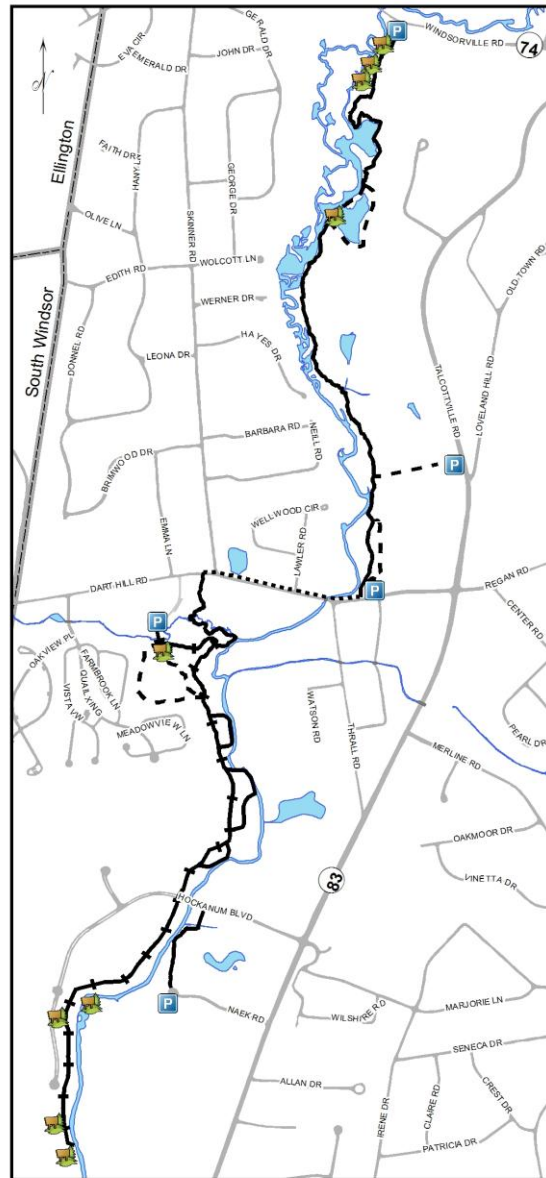 P
WINDSORVILLE RD
74
GERALD DR
JOHN DR
EVA CIR
EMERALD DR
N
Ellington
FAITH DR
GEORGE DR
SKINNER RD
OLIVE LN
WOLCOTT LN
EDITH RD
OLD TOWN RD
WERNER DR
South Windsor
DONNEL RD
HAYES DR
LEONA DR
TALCOTTVILLE RD
LOVELAND HILL RD
BARBARA RD
NEILL RD
BRIMWOOD DR
P
WELLWOOD CIR
EMMA LN
LAWLER RD
DART HILL RD
P
REGAN RD
P
CENTER RD
OAKVIEW PL
FARMBROOK LN
QUAIL XING
VISTA VW
MEADOWVIEW LN
WATSON RD
THRALL RD
PEARL DR
MERLINE RD
OAKMOOR DR
VINETTA DR
83
HOCKANUM BLVD
P
NAEK RD
WILSHIRE RD
MARJORIE LN
SENECA DR
ALLAN DR
IRENE DR
CLAIRE RD
CREST DR
PATRICIA DR